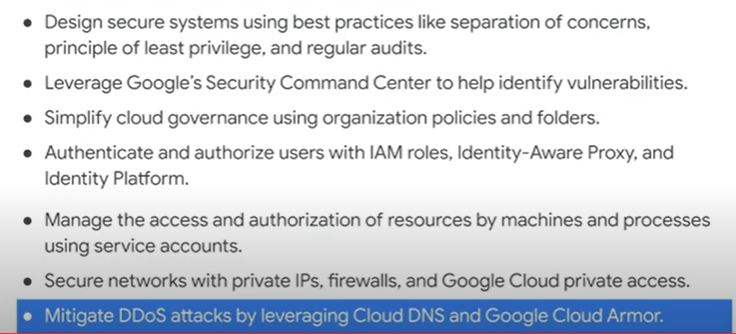 • Design secure systems using best practices like separation of concerns,
principle of least privilege, and regular audits.
• Leverage Google's Security Command Center to help identify vulnerabilities.
• Simplify cloud governance using organization policies and folders.
• Authenticate and authorize users with IAM roles, Identity-Aware Proxy, and
Identity Platform.
• Manage the access and authorization of resources by machines and processes
using service accounts.
• Secure networks with private IPs, firewalls, and Google Cloud private access.
• Mitigate DDoS attacks by leveraging Cloud DNS and Google Cloud Armor.